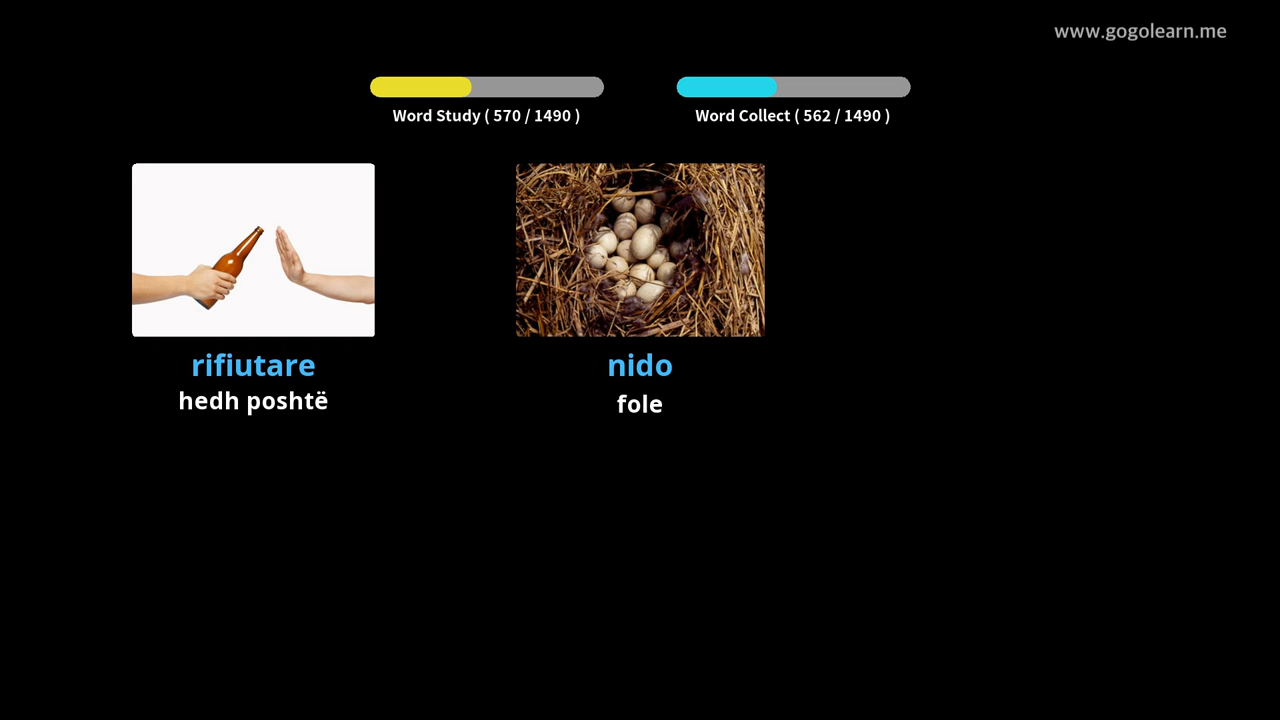 www.gogolearn.me
Word Study ( 570 / 1490 )
Word Collect ( 562 / 1490 )
rifiutare
hedh poshtë
nido
fole